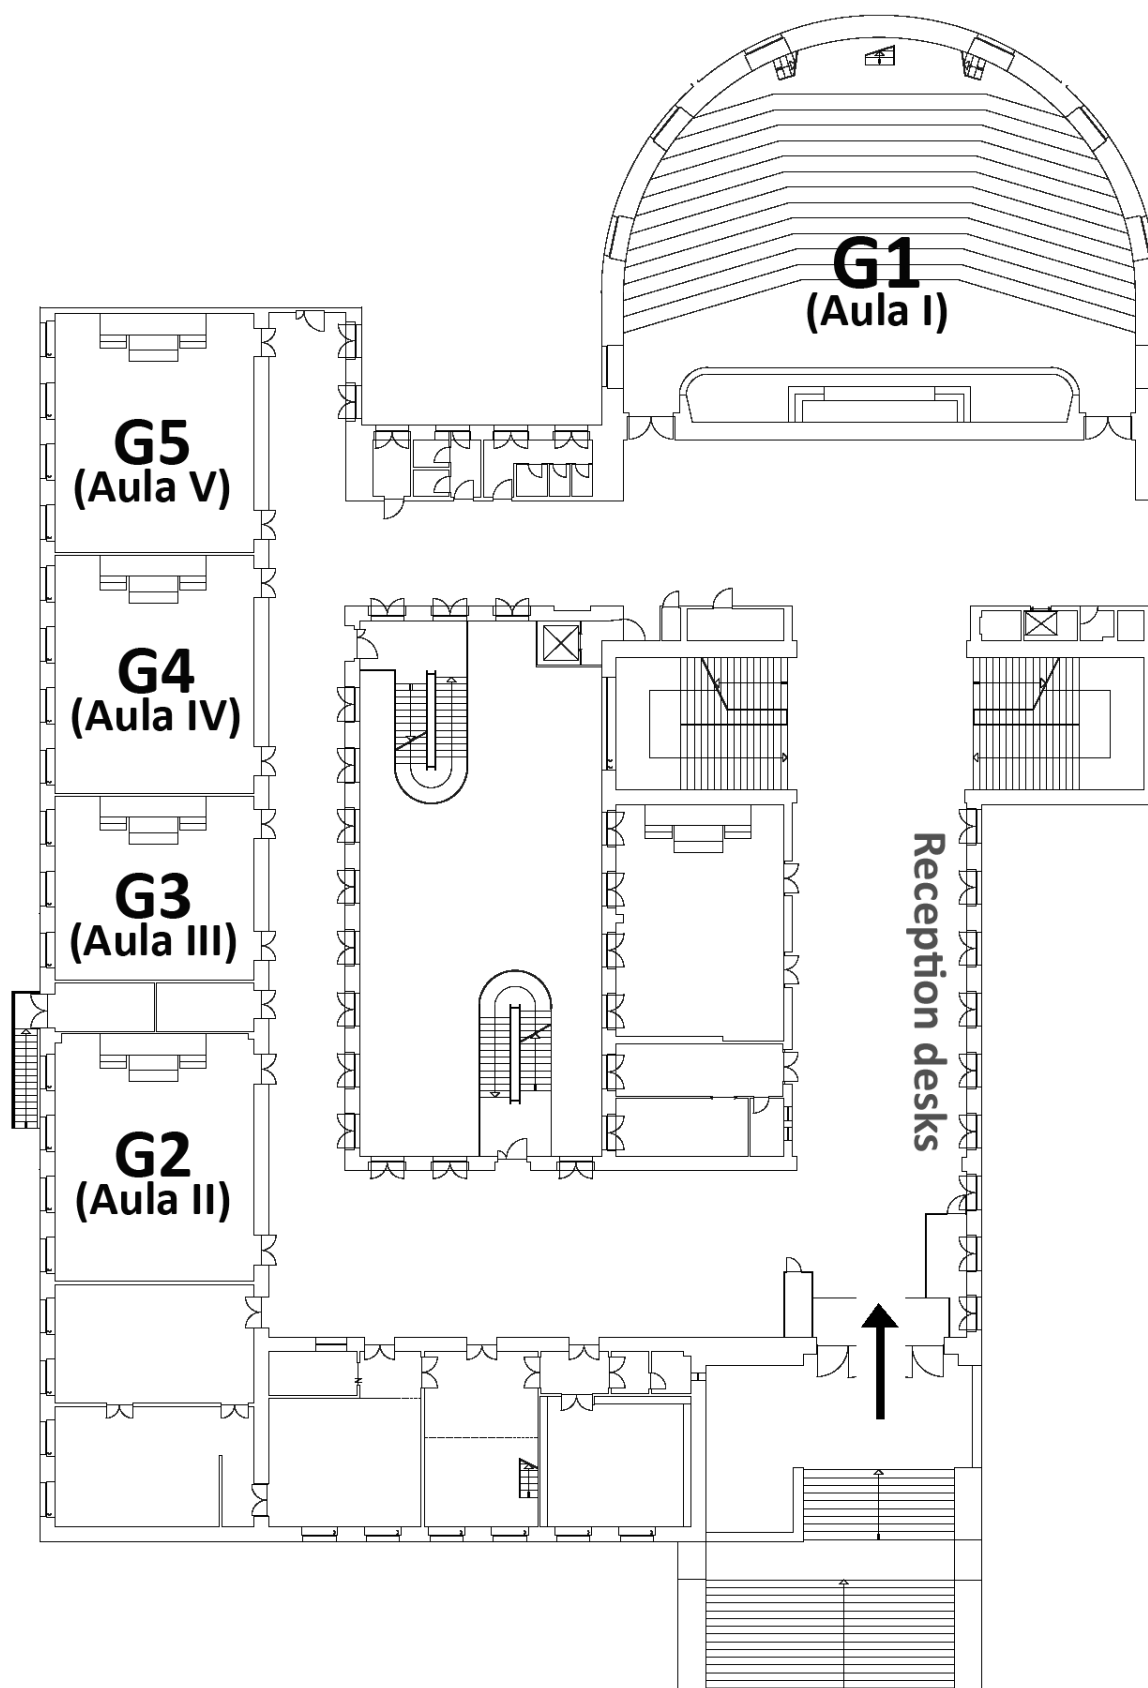 G1
(Aula I)
G5
(Aula V)
G4
(Aula IV)
G3
(Aula III)
Reception desks
G2
(Aula II)